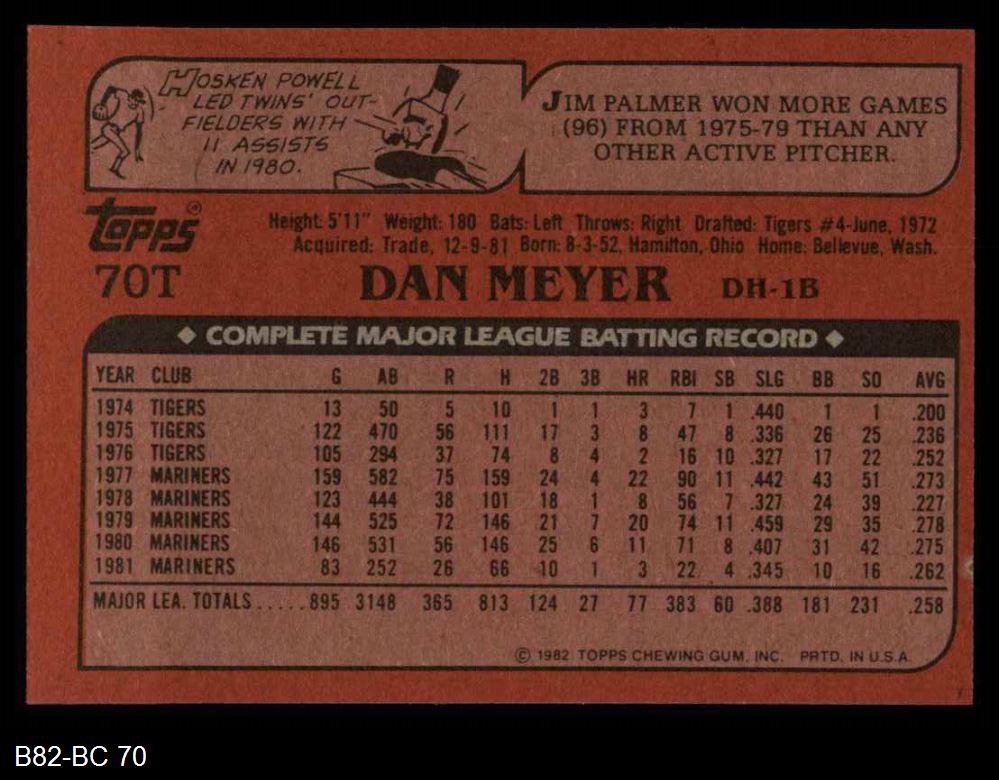 HOSKEN POWELL
LED TWINS' OUT-
FIELDERS WITH
11 ASSISTS
IN 1980.
JIM PALMER WON MORE GAMES
(96) FROM 1975-79 THAN ANY
OTHER ACTIVE PITCHER.
topps®
Height: 5'11" Weight: 180 Bats: Left Throws: Right Drafted: Tigers #4-June, 1972
Acquired: Trade, 12-9-81 Born: 8-3-52, Hamilton, Ohio Home: Bellevue, Wash.
70T DAN MEYER DH-1B
◆ COMPLETE MAJOR LEAGUE BATTING RECORD ◆
YEAR CLUB G AB R H 2B 3B HR RBI SB SLG BB SO AVG
1974 TIGERS 13 50 5 10 1 1 3 7 1 .440 1 1 .200
1975 TIGERS 122 470 56 111 17 3 8 47 8 .336 26 25 .236
1976 TIGERS 105 294 37 74 8 4 2 16 10 .327 17 22 .252
1977 MARINERS 159 582 75 159 24 4 22 90 11 .442 43 51 .273
1978 MARINERS 123 444 38 101 18 1 8 56 7 .327 24 39 .227
1979 MARINERS 144 525 72 146 21 7 20 74 11 .459 29 35 .278
1980 MARINERS 146 531 56 146 25 6 11 71 8 .407 31 42 .275
1981 MARINERS 83 252 26 66 10 1 3 22 4 .345 10 16 .262
MAJOR LEA. TOTALS.....895 3148 365 813 124 27 77 383 60 .388 181 231 .258
© 1982 TOPPS CHEWING GUM, INC. PRTD. IN U.S.A.
B82-BC 70